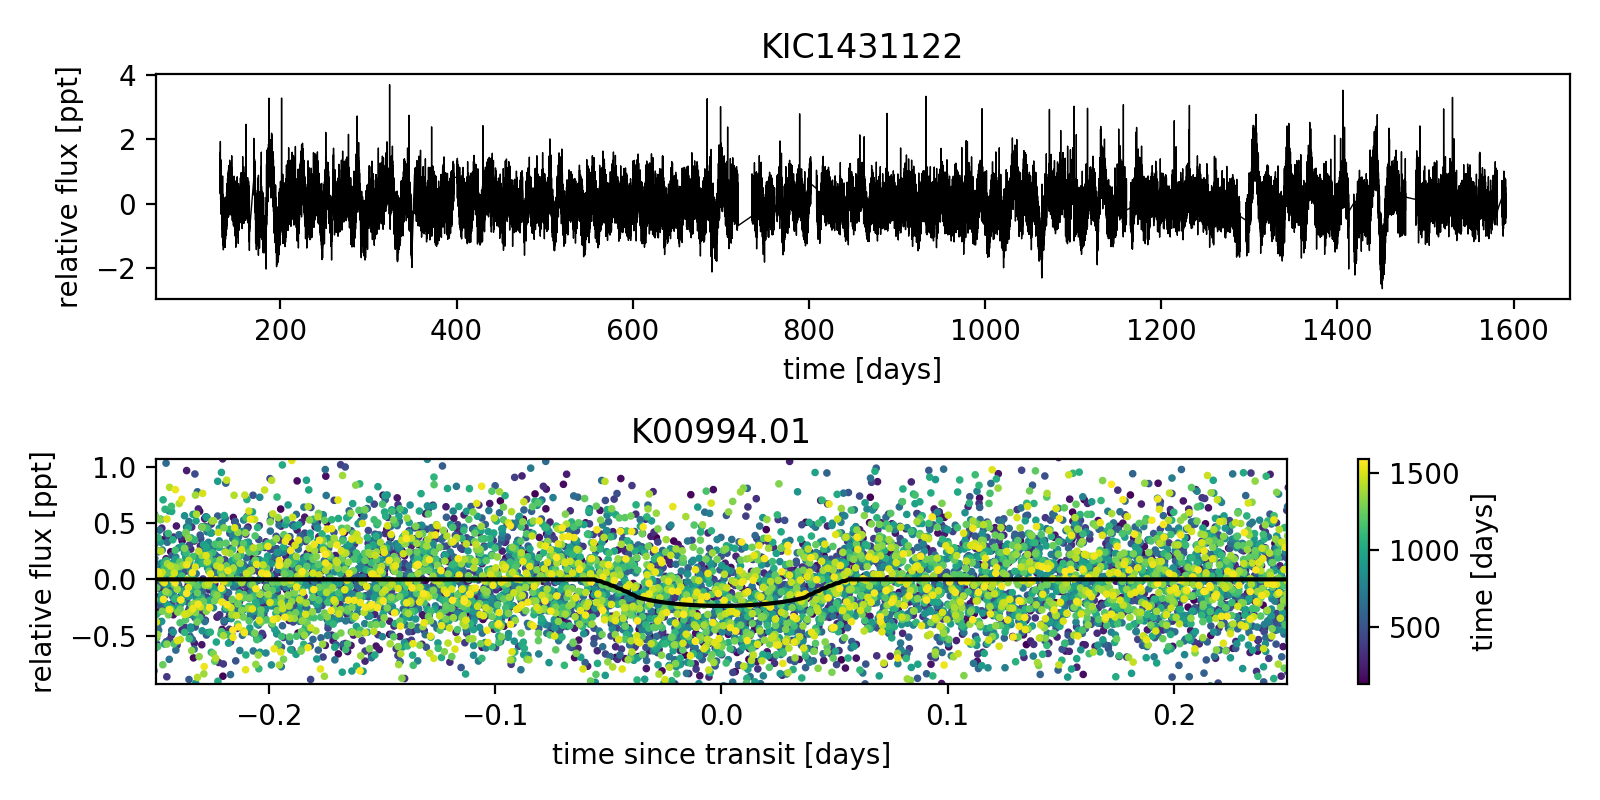 KIC1431122
relative flux [ppt]
4
2
0
−2
200 400 600 800 1000 1200 1400 1600
time [days]
K00994.01
relative flux [ppt]
1.0
0.5
0.0
−0.5
−0.2 −0.1 0.0 0.1 0.2
time since transit [days]
1500
1000
500
time [days]